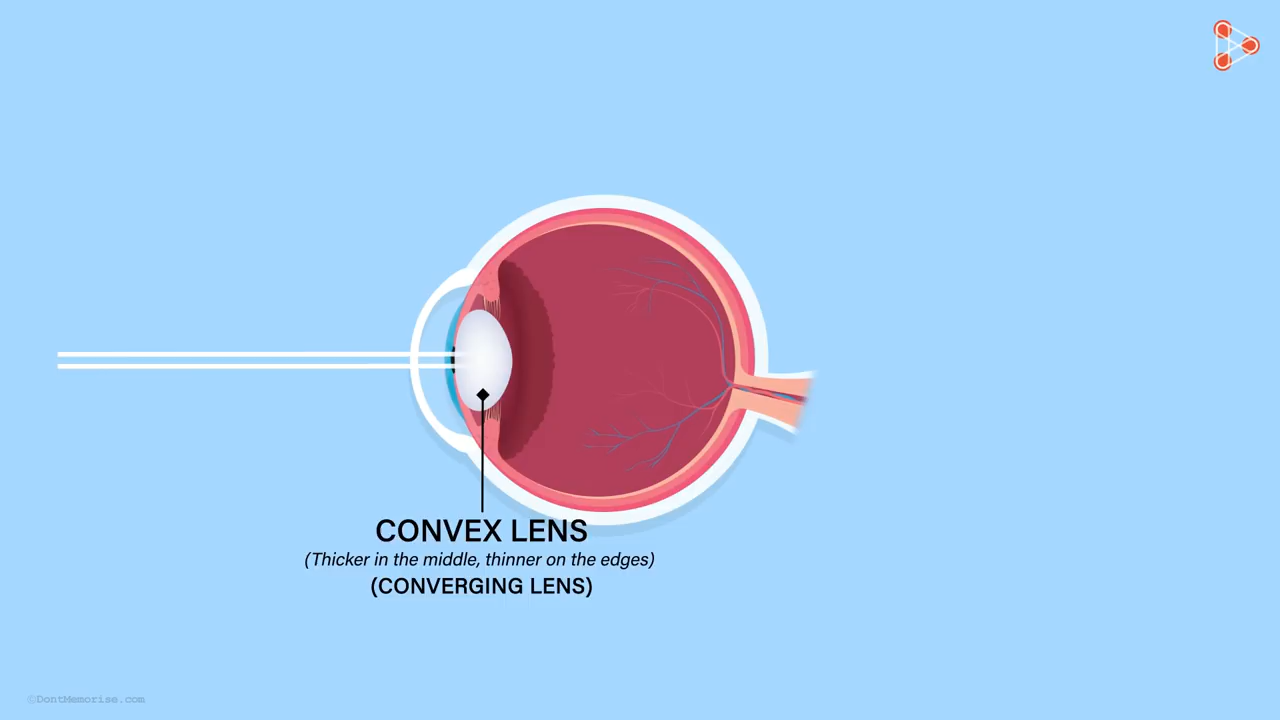 CONVEX LENS
(Thicker in the middle, thinner on the edges)
(CONVERGING LENS)
©DontMemorise.com